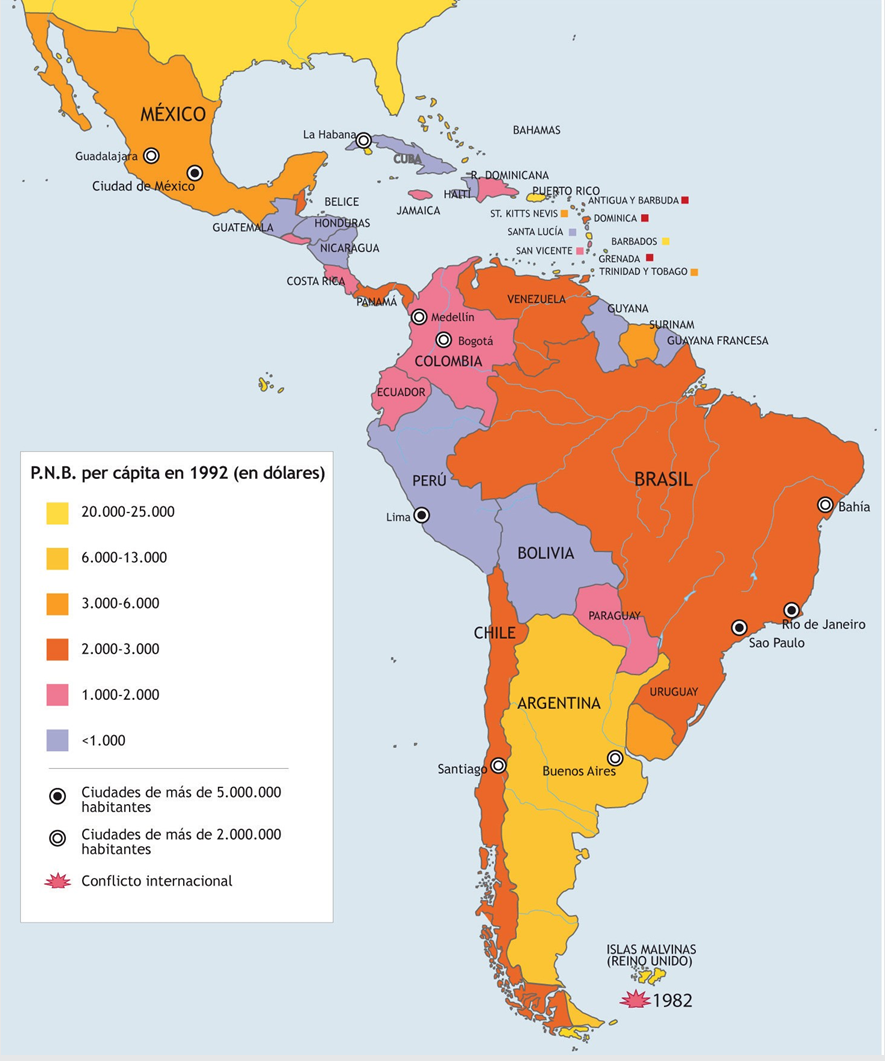 MÉXICO
Guadalajara
Ciudad de México
La Habana
CUBA
BAHAMAS
R. DOMINICANA
HAITÍ
PUERTO RICO
JAMAICA
ANTIGUA Y BARBUDA
ST. KITTS NEVIS
DOMINICA
SANTA LUCÍA
BARBADOS
SAN VICENTE
GRENADA
TRINIDAD Y TOBAGO
BELICE
GUATEMALA
HONDURAS
NICARAGUA
COSTA RICA
PANAMÁ
VENEZUELA
GUYANA
SURINAM
GUAYANA FRANCESA
Medellín
Bogotá
COLOMBIA
ECUADOR
PERÚ
Lima
BRASIL
Bahía
BOLIVIA
PARAGUAY
Río de Janeiro
Sao Paulo
CHILE
ARGENTINA
URUGUAY
Santiago
Buenos Aires
ISLAS MALVINAS
(REINO UNIDO)
1982
P.N.B. per cápita en 1992 (en dólares)
20.000-25.000
6.000-13.000
3.000-6.000
2.000-3.000
1.000-2.000
<1.000
Ciudades de más de 5.000.000
habitantes
Ciudades de más de 2.000.000
habitantes
Conflicto internacional